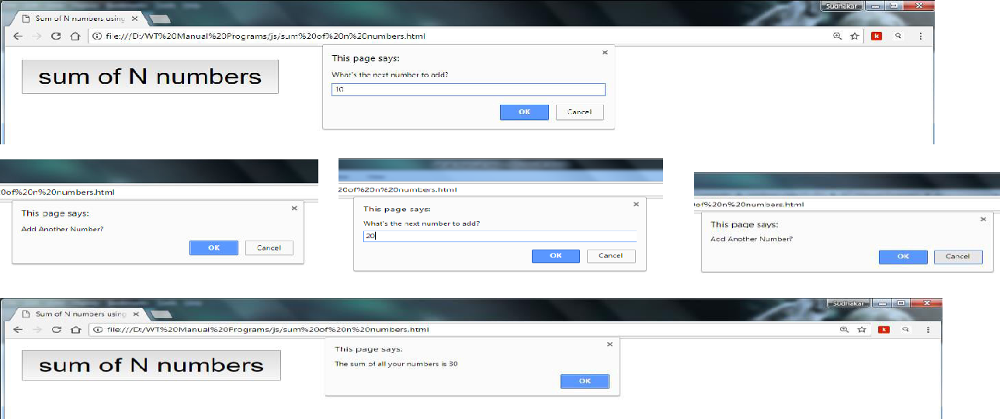 Sudhakar
Sum of N numbers using
file:///D:/WT%20Manual%20Programs/js/sum%20of%20n%20numbers.html
sum of N numbers
This page says:
What's the next number to add?
10
OK Cancel
20of%20n%20numbers.html
This page says:
Add Another Number?
OK Cancel
20of%20n%20numbers.html
This page says:
What's the next number to add?
20
OK Cancel
of%20n%20numbers.html
This page says:
Add Another Number?
OK Cancel
Sudhakar
Sum of N numbers using
file:///D:/WT%20Manual%20Programs/js/sum%20of%20n%20numbers.html
sum of N numbers
This page says:
The sum of all your numbers is 30
OK